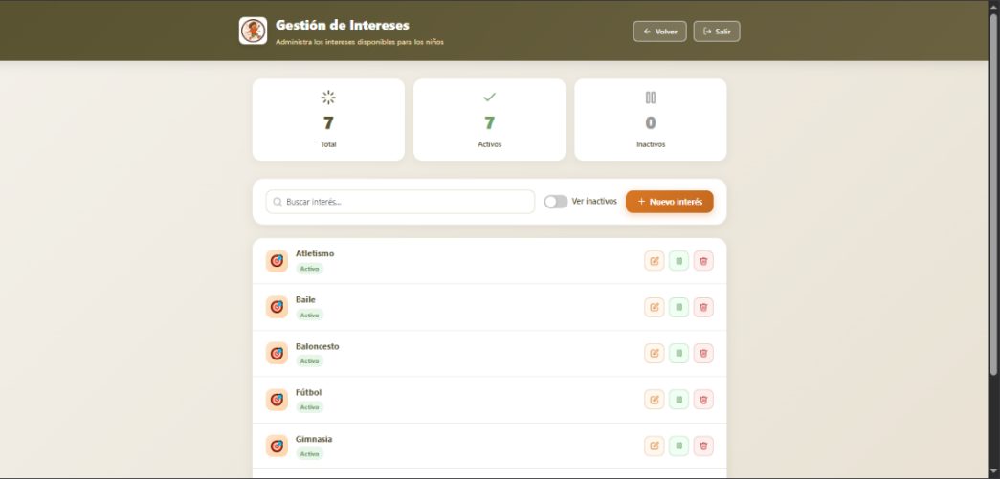 Gestión de Intereses
Administra los intereses disponibles para los niños
Volver
Salir
7
Total
7
Activos
0
Inactivos
Buscar interés...
Ver inactivos
+ Nuevo interés
Atletismo
Activo
Baile
Activo
Baloncesto
Activo
Fútbol
Activo
Gimnasia
Activo